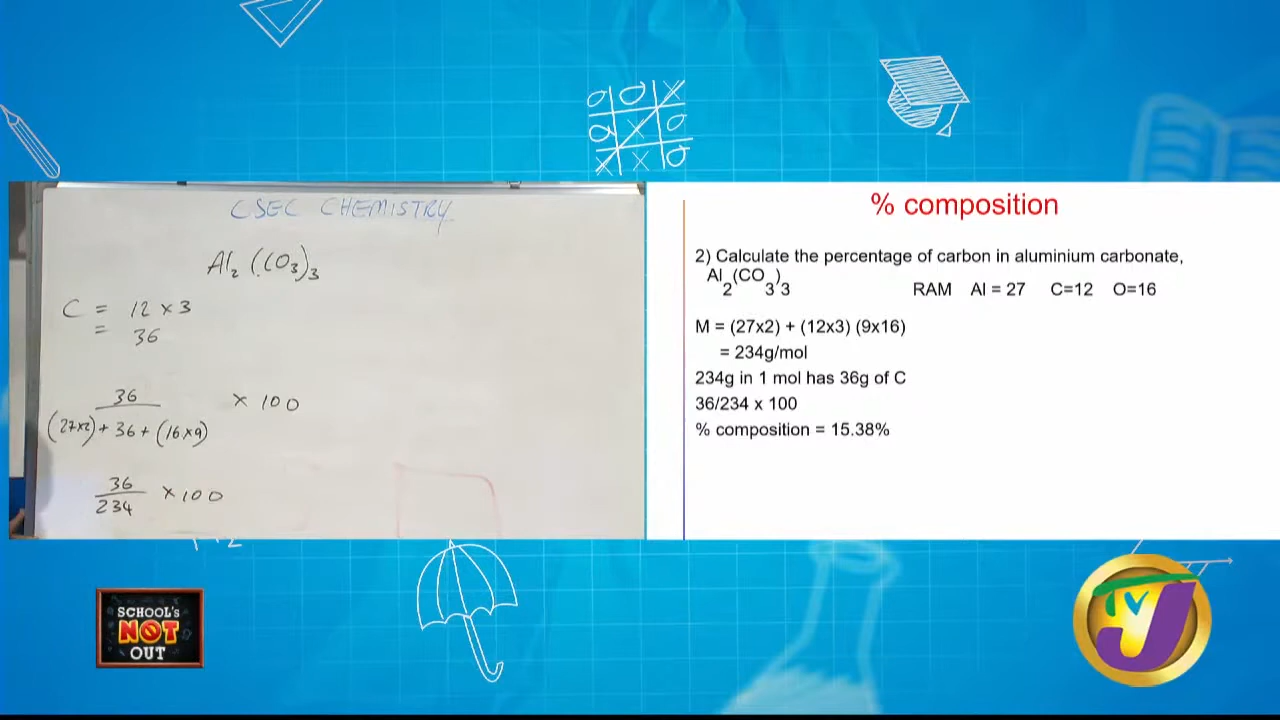 CSEC CHEMISTRY
Al2(CO3)3
C = 12 x 3
= 36
36
(27x2) + 36 + (16x9)
x 100
36
234
x 100
% composition
2) Calculate the percentage of carbon in aluminium carbonate,
Al2(CO3)3 RAM Al = 27 C=12 O=16
M = (27x2) + (12x3) (9x16)
= 234g/mol
234g in 1 mol has 36g of C
36/234 x 100
% composition = 15.38%
SCHOOL's
NOT
OUT
TVJ